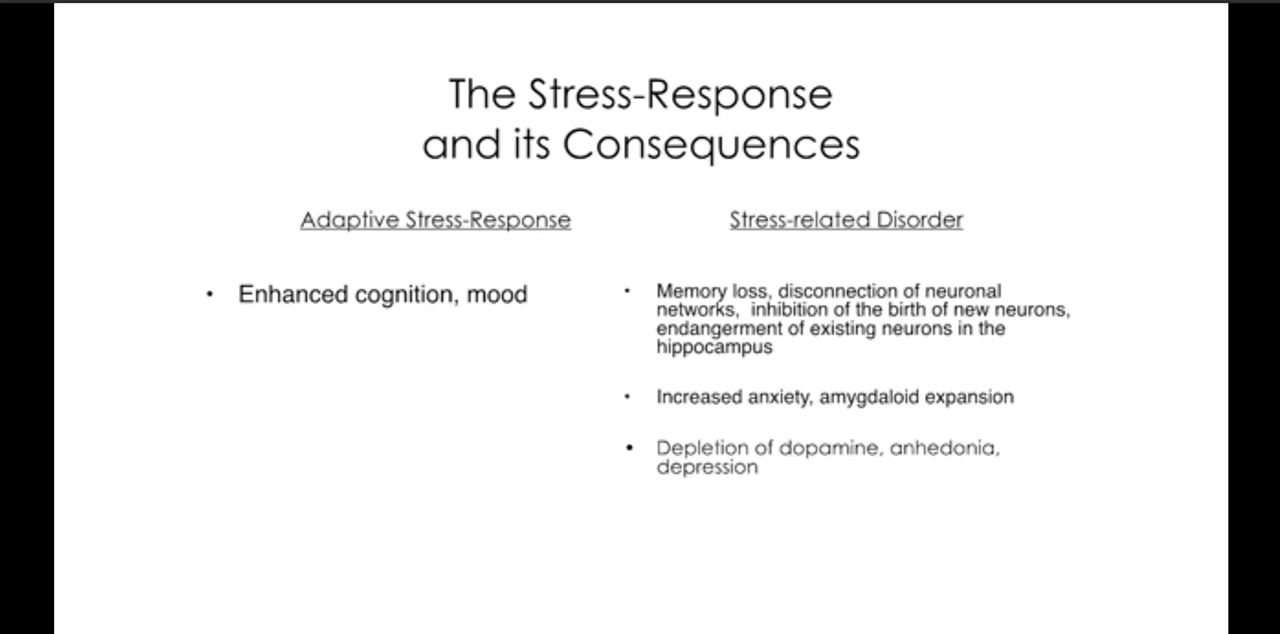 The Stress-Response
and its Consequences
Adaptive Stress-Response
• Enhanced cognition, mood
Stress-related Disorder
• Memory loss, disconnection of neuronal
networks,  inhibition of the birth of new neurons,
endangerment of existing neurons in the
hippocampus
• Increased anxiety, amygdaloid expansion
• Depletion of dopamine, anhedonia,
depression